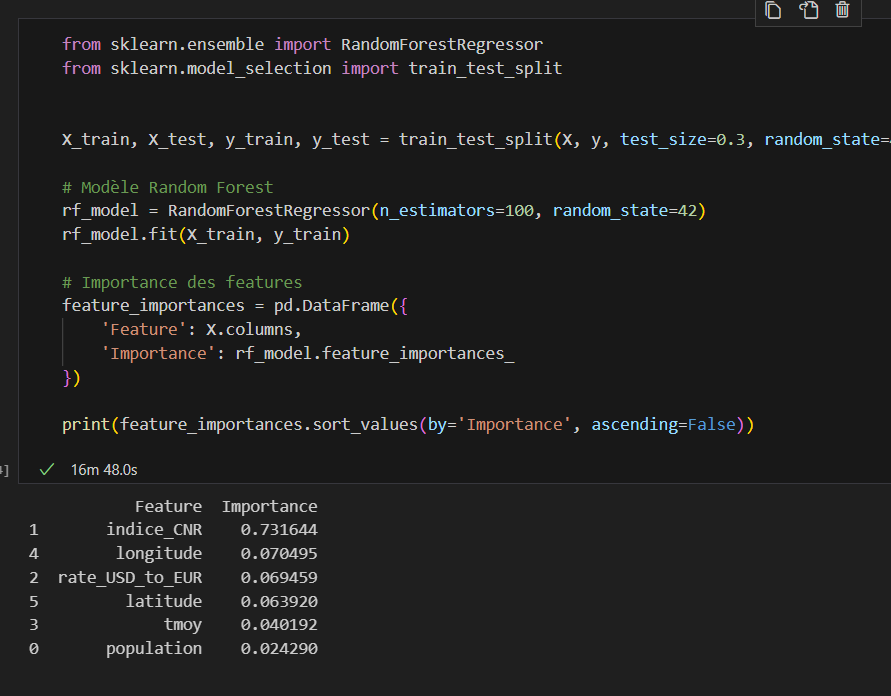 from sklearn.ensemble import RandomForestRegressor
from sklearn.model_selection import train_test_split
X_train, X_test, y_train, y_test = train_test_split(X, y, test_size=0.3, random_state=
# Modèle Random Forest
rf_model = RandomForestRegressor(n_estimators=100, random_state=42)
rf_model.fit(X_train, y_train)
# Importance des features
feature_importances = pd.DataFrame({
'Feature': X.columns,
'Importance': rf_model.feature_importances_
})
print(feature_importances.sort_values(by='Importance', ascending=False))
] 16m 48.0s
Feature Importance
1 indice_CNR 0.731644
4 longitude 0.070495
2 rate_USD_to_EUR 0.069459
5 latitude 0.063920
3 tmoy 0.040192
0 population 0.024290